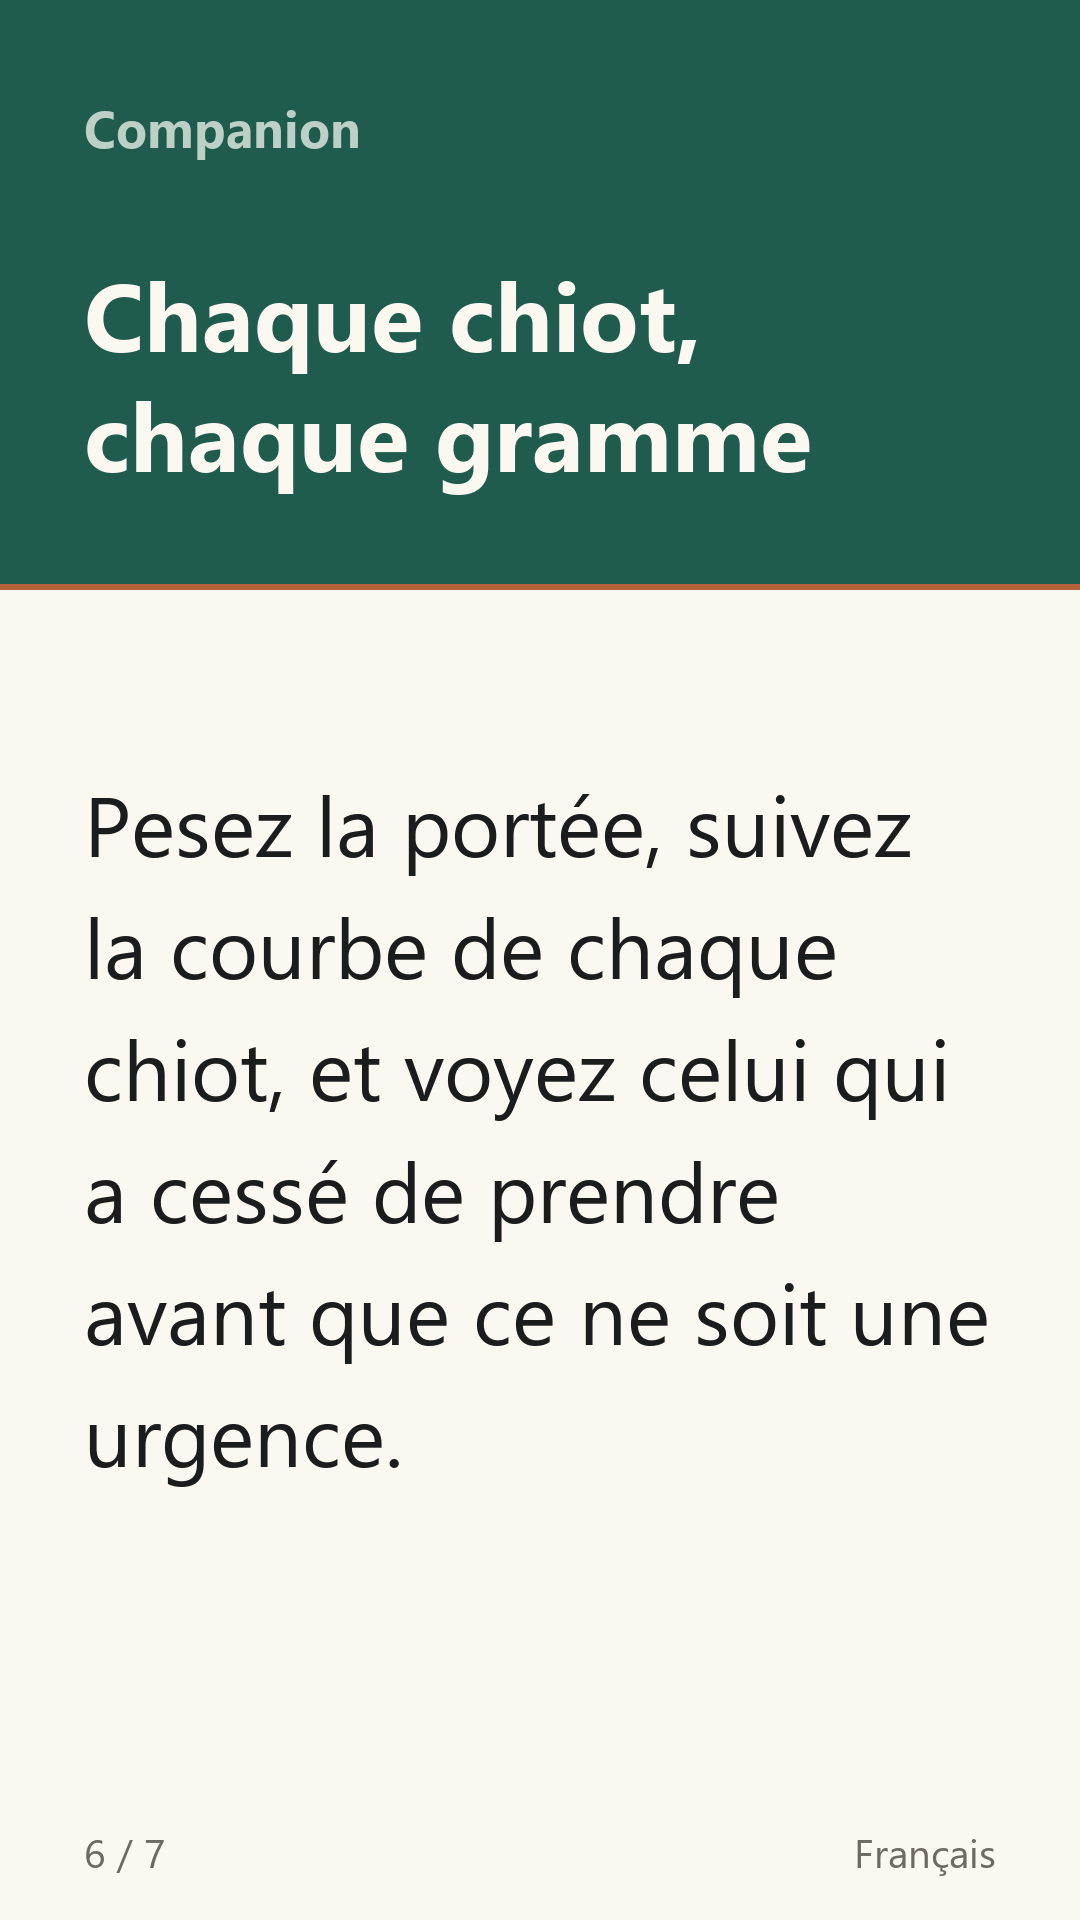 Companion
Chaque chiot,
chaque gramme
Pesez la portée, suivez
la courbe de chaque
chiot, et voyez celui qui
a cessé de prendre
avant que ce ne soit une
urgence.
6 / 7
Français